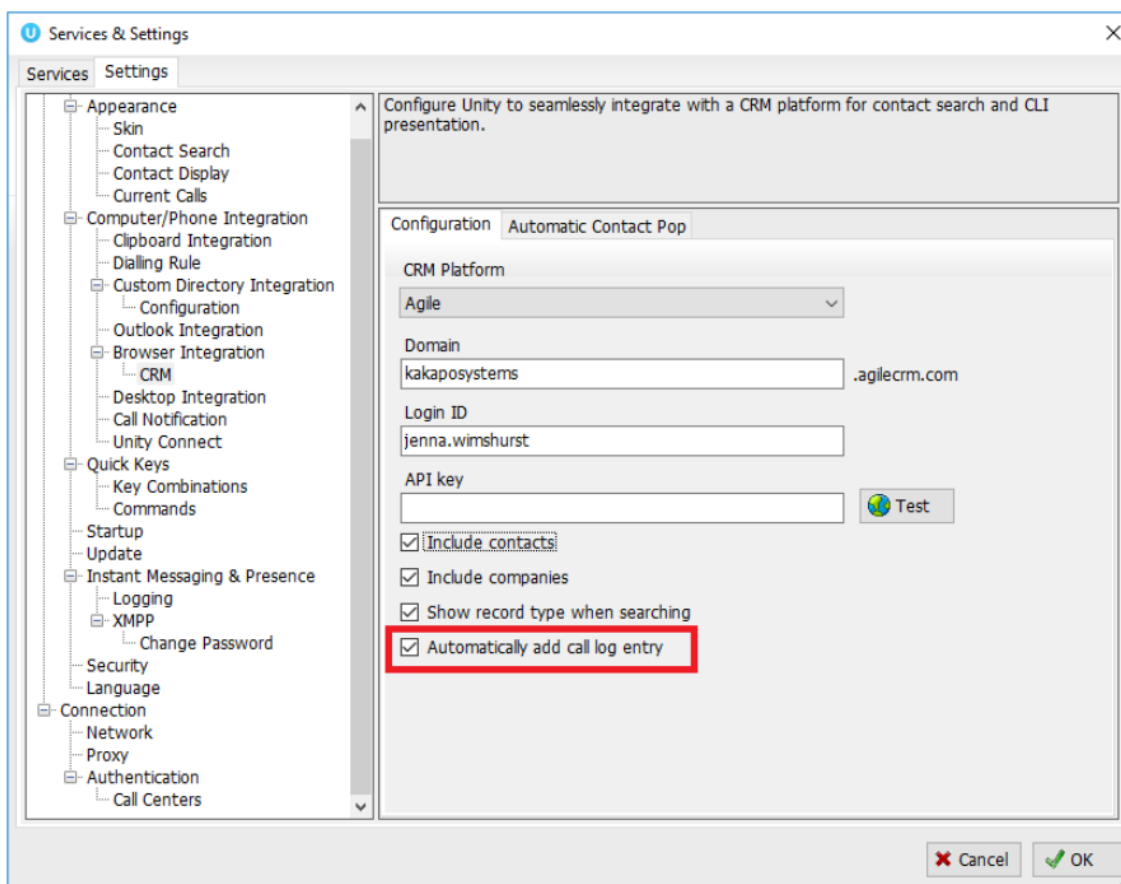 Services & Settings
Services
Settings
Appearance
Skin
Contact Search
Contact Display
Current Calls
Computer/Phone Integration
Clipboard Integration
Dialling Rule
Custom Directory Integration
Configuration
Outlook Integration
Browser Integration
CRM
Desktop Integration
Call Notification
Unity Connect
Quick Keys
Key Combinations
Commands
Startup
Update
Instant Messaging & Presence
Logging
XMPP
Change Password
Security
Language
Connection
Network
Proxy
Authentication
Call Centers
Configure Unity to seamlessly integrate with a CRM platform for contact search and CLI
presentation.
Configuration
Automatic Contact Pop
CRM Platform
Agile
Domain
kakaposystems
.agilecrm.com
Login ID
jenna.wimshurst
API key
Test
Include contacts
Include companies
Show record type when searching
Automatically add call log entry
Cancel
OK